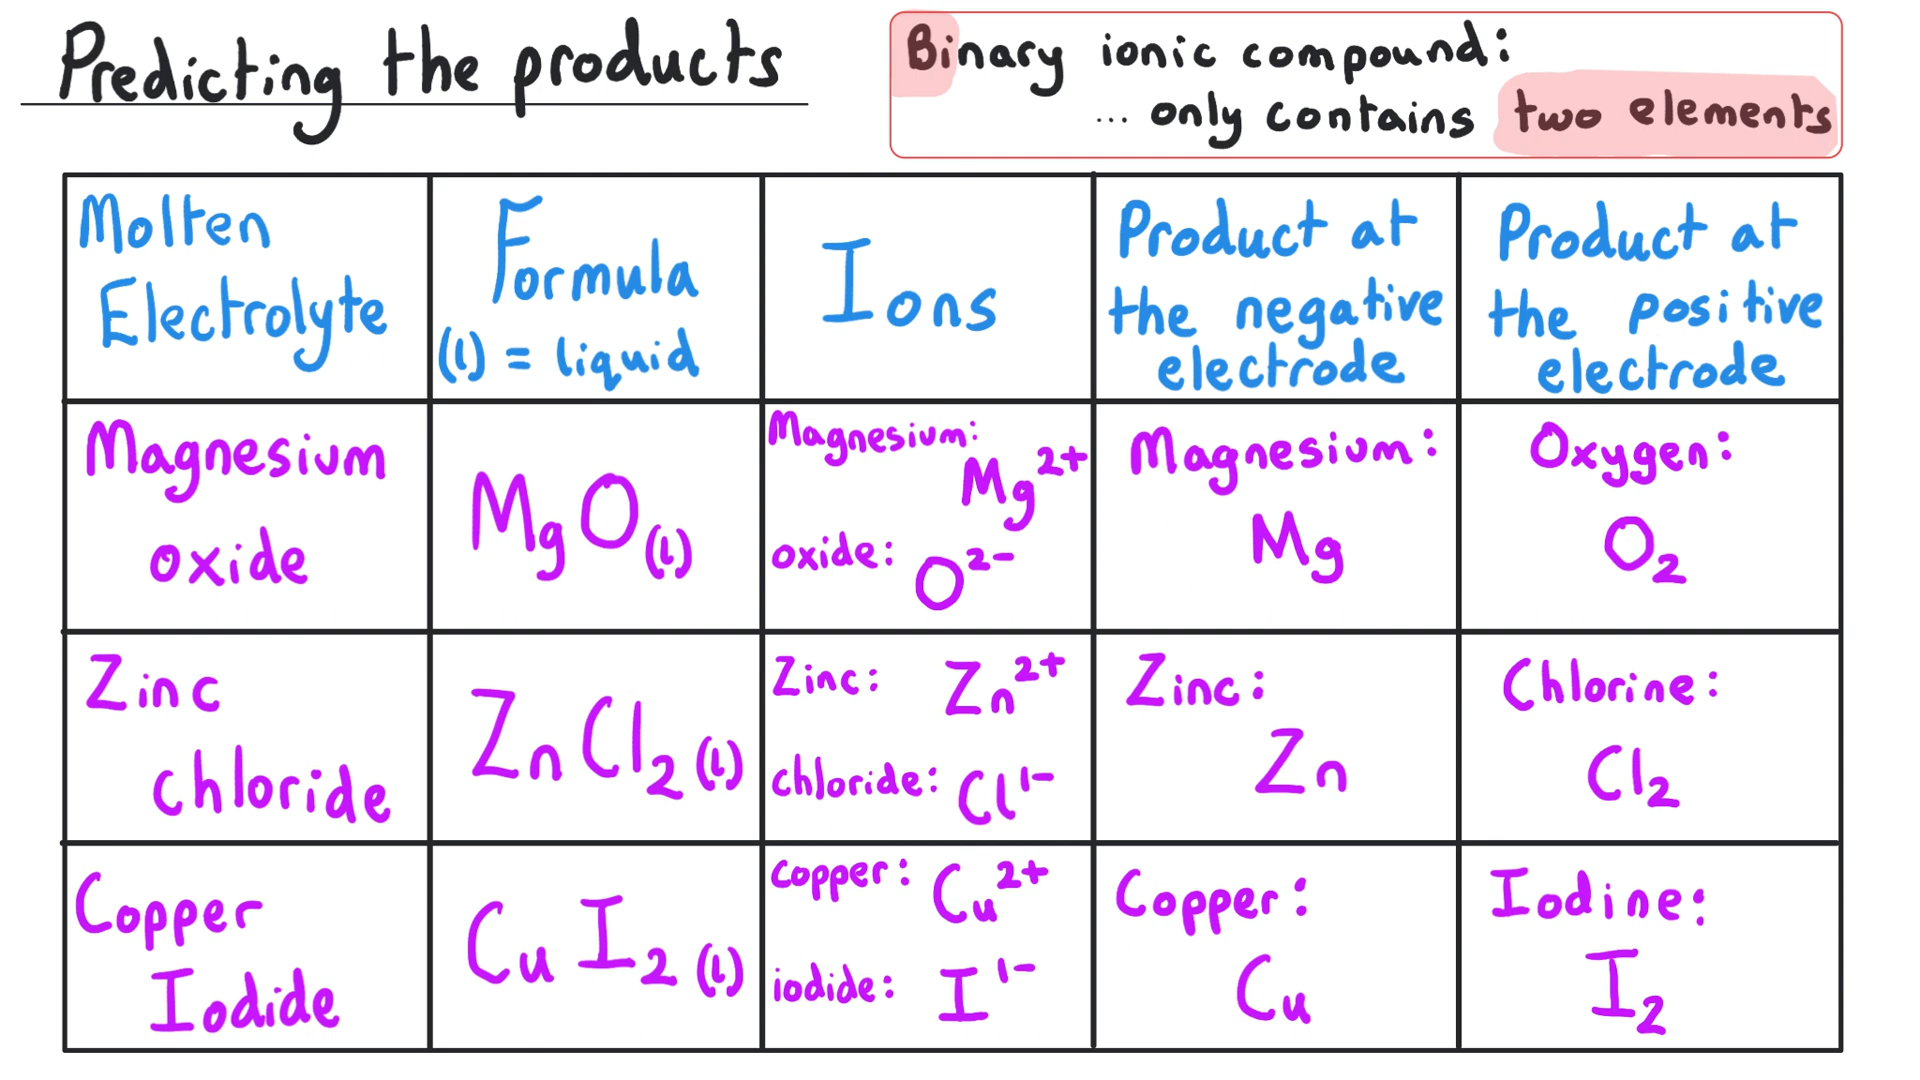 Predicting the products
Binary ionic compound:
... only contains two elements
Molten
Electrolyte
Formula
(l) = liquid
Ions
Product at
the negative
electrode
Product at
the positive
electrode
Magnesium
oxide
MgO(l)
Magnesium:
Mg²⁺
oxide: O²⁻
Magnesium:
Mg
Oxygen:
O₂
Zinc
chloride
ZnCl₂(l)
Zinc: Zn²⁺
chloride: Cl¹⁻
Zinc:
Zn
Chlorine:
Cl₂
Copper
Iodide
CuI₂(l)
copper: Cu²⁺
iodide: I¹⁻
Copper:
Cu
Iodine:
I₂